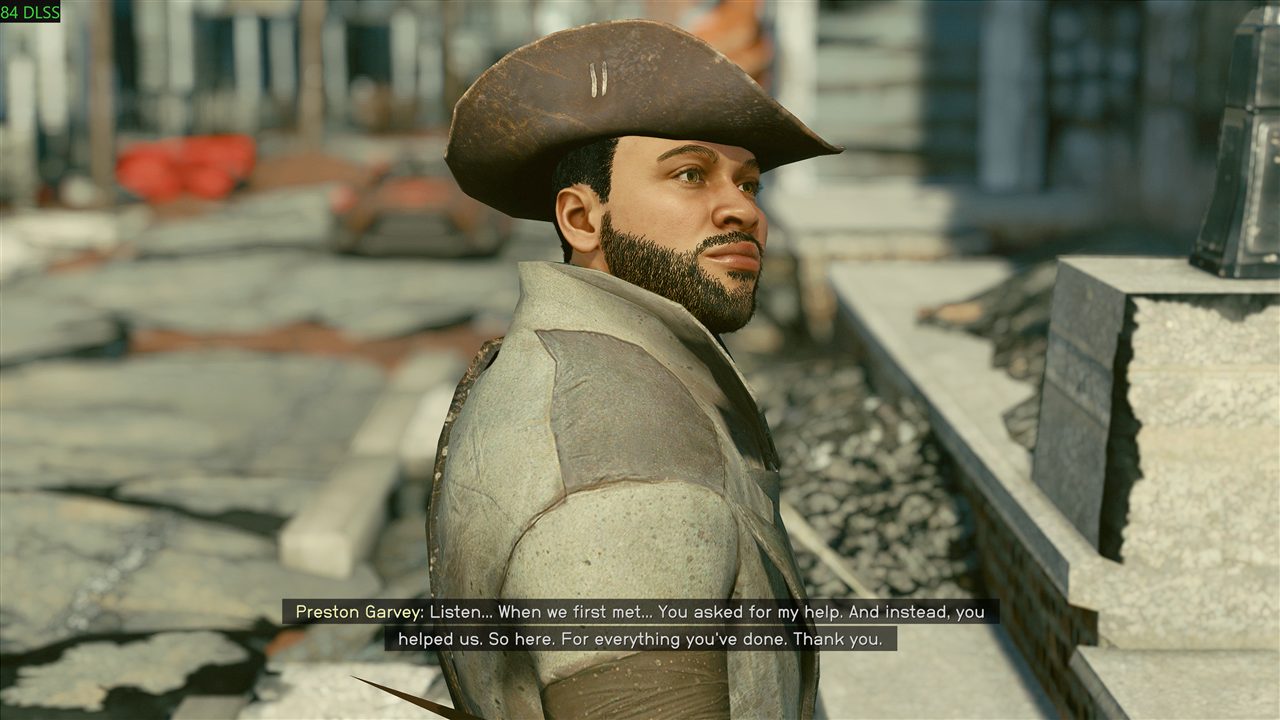 84 DLSS
Preston Garvey: Listen... When we first met... You asked for my help. And instead, you
helped us. So here. For everything you've done. Thank you.